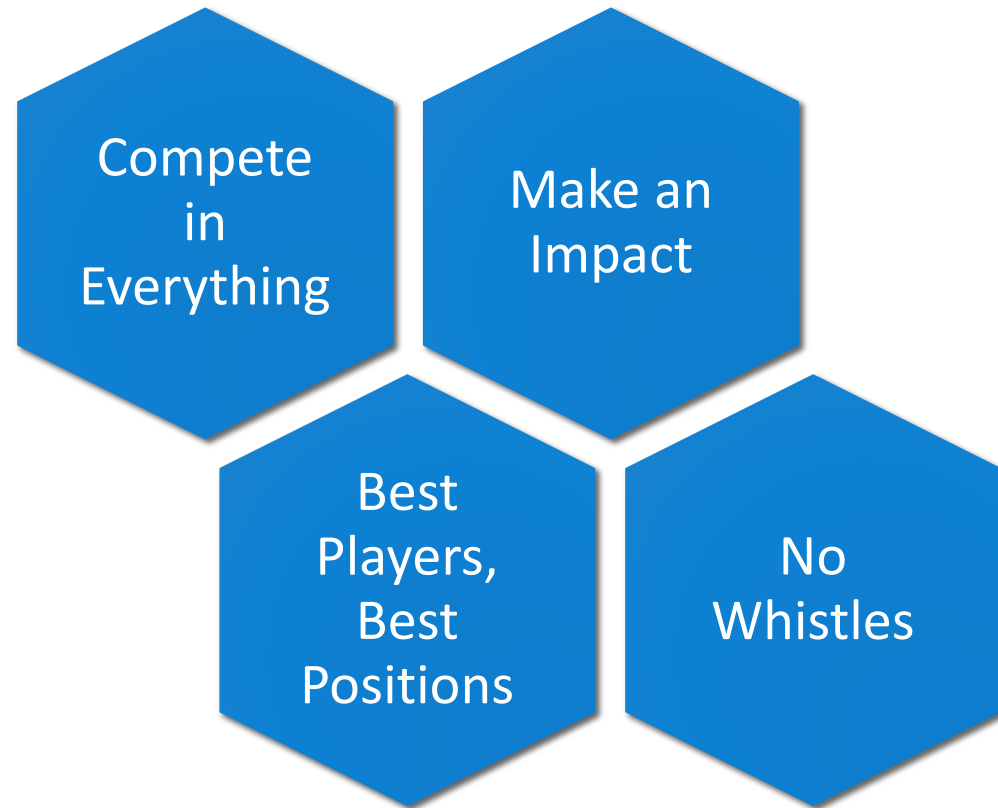 Compete
in
Everything
Make an
Impact
Best
Players,
Best
Positions
No
Whistles